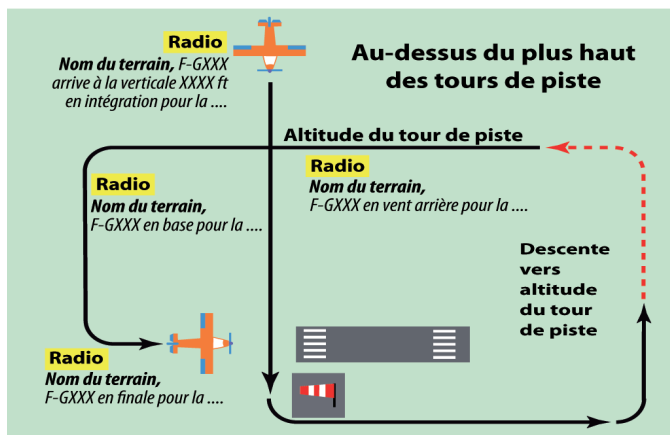 Radio
Nom du terrain, F-GXXX
arrive à la verticale XXXX ft
en intégration pour la ....
Au-dessus du plus haut
des tours de piste
Altitude du tour de piste
Radio
Nom du terrain,
F-GXXX en vent arrière pour la ....
Radio
Nom du terrain,
F-GXXX en base pour la ....
Descente
vers
altitude
du tour
de piste
Radio
Nom du terrain,
F-GXXX en finale pour la ....